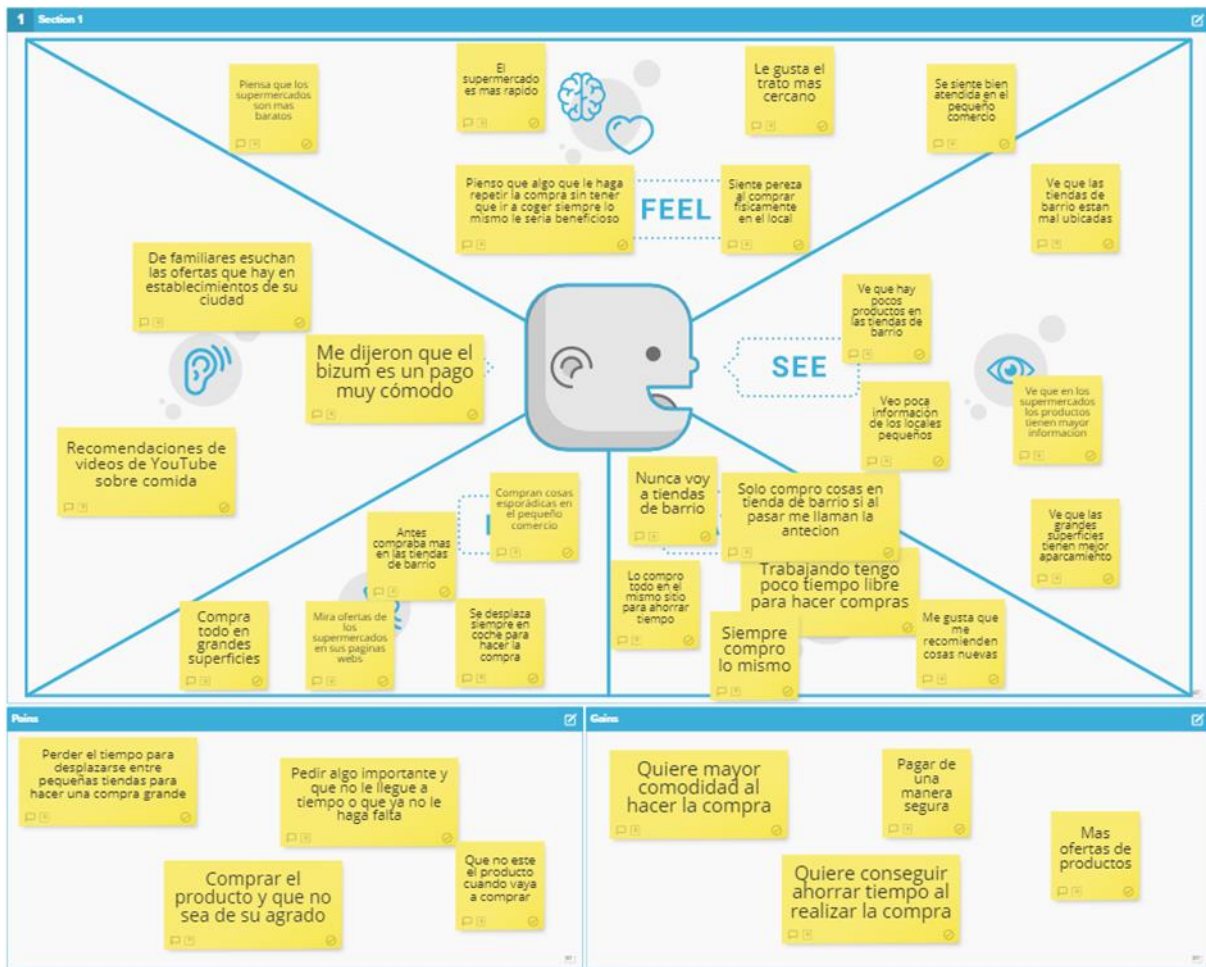 1 Section 1
Piensa que los
supermercados
son mas
baratos
El
supermercado
es mas rapido
Le gusta el
trato mas
cercano
Se siente bien
atendida en el
pequeño
comercio
Pienso que algo que le haga
repetir la compra sin tener
que ir a coger siempre lo
mismo le seria beneficioso
FEEL
Siente pereza
al comprar
fisicamente
en el local
Ve que las
tiendas de
barrio estan
mal ubicadas
De familiares esuchan
las ofertas que hay en
establecimientos de su
ciudad
Me dijeron que el
bizum es un pago
muy cómodo
Recomendaciones de
videos de YouTube
sobre comida
Ve que hay
pocos
productos en
las tiendas de
barrio
SEE
Veo poca
información
de los locales
pequeños
Ve que en los
supermercados
los productos
tienen mayor
informacion
Ve que las
grandes
superficies
tienen mejor
aparcamiento
Compran cosas
esporádicas en
el pequeño
comercio
Antes
compraba mas
en las tiendas
de barrio
Compra
todo en
grandes
superficies
Mira ofertas de
los
supermercados
en sus paginas
webs
Se desplaza
siempre en
coche para
hacer la
compra
Nunca voy
a tiendas
de barrio
Solo compro cosas en
tienda de barrio si al
pasar me llaman la
antecion
Lo compro
todo en el
mismo sitio
para ahorrar
tiempo
Trabajando tengo
poco tiempo libre
para hacer compras
Siempre
compro
lo mismo
Me gusta que
me
recomienden
cosas nuevas
Pains
Perder el tiempo para
desplazarse entre
pequeñas tiendas para
hacer una compra grande
Pedir algo importante y
que no le llegue a
tiempo o que ya no le
haga falta
Comprar el
producto y que no
sea de su agrado
Que no este
el producto
cuando vaya
a comprar
Gains
Quiere mayor
comodidad al
hacer la compra
Pagar de
una
manera
segura
Mas
ofertas de
productos
Quiere conseguir
ahorrar tiempo al
realizar la compra